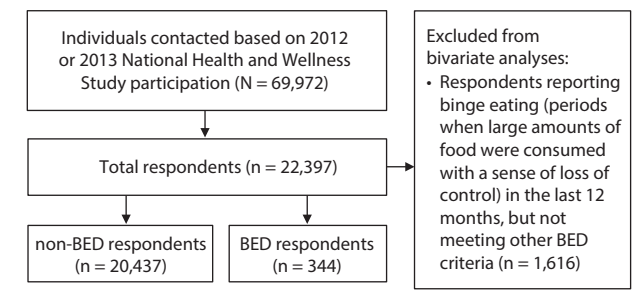 Individuals contacted based on 2012
or 2013 National Health and Wellness
Study participation (N = 69,972)
Total respondents (n = 22,397)
non-BED respondents
(n = 20,437)
BED respondents
(n = 344)
Excluded from
bivariate analyses:
• Respondents reporting
binge eating (periods
when large amounts of
food were consumed
with a sense of loss of
control) in the last 12
months, but not
meeting other BED
criteria (n = 1,616)